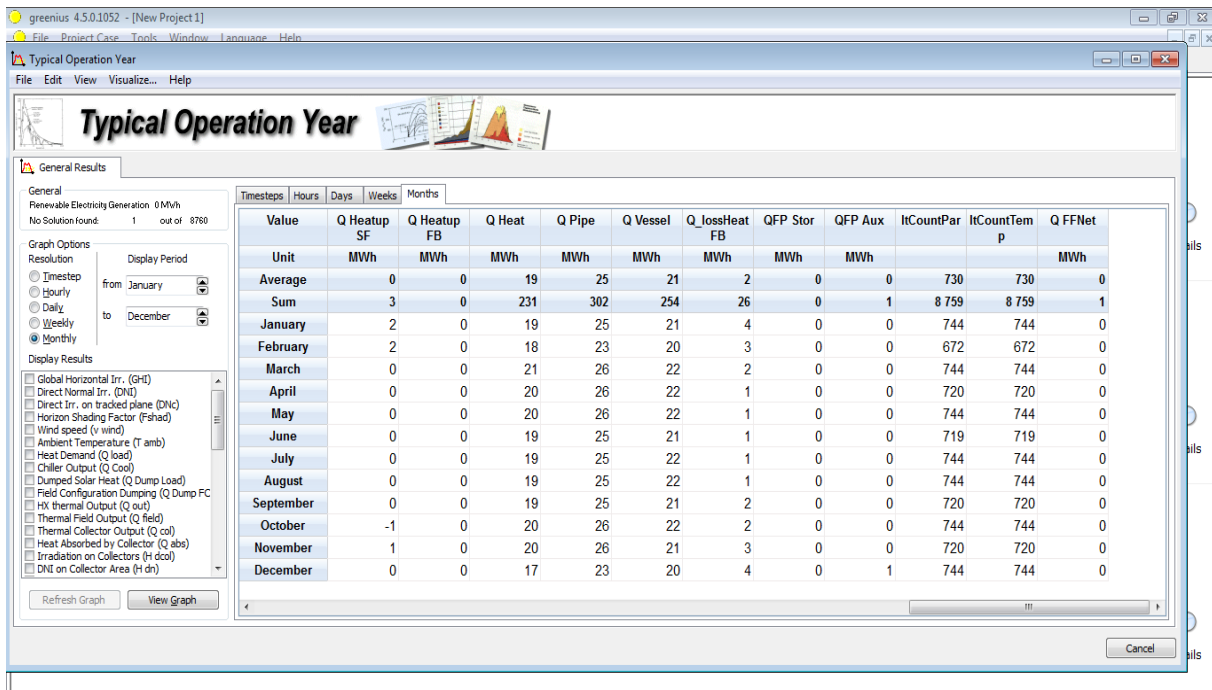 greenius 4.5.0.1052 - [New Project 1]
File Project Case Tools Window Language Help
Typical Operation Year
File Edit View Visualize... Help
Typical Operation Year
General Results
General
Renewable Electricity Generation 0 MWh
No Solution found: 1 out of 8760
Graph Options
Resolution Display Period
Timestep
Hourly
Daily
Weekly
Monthly
from January
to December
Display Results
Global Horizontal Irr. (GHI)
Direct Normal Irr. (DNI)
Direct Irr. on tracked plane (DNc)
Horizon Shading Factor (Fshad)
Wind speed (v wind)
Ambient Temperature (T amb)
Heat Demand (Q load)
Chiller Output (Q Cool)
Dumped Solar Heat (Q Dump Load)
Field Configuration Dumping (Q Dump FC
HX thermal Output (Q out)
Thermal Field Output (Q field)
Thermal Collector Output (Q col)
Heat Absorbed by Collector (Q abs)
Irradiation on Collectors (H dcol)
DNI on Collector Area (H dn)
Refresh Graph View Graph
Timesteps Hours Days Weeks Months
Value Q Heatup SF Q Heatup FB Q Heat Q Pipe Q Vessel Q_lossHeat FB QFP Stor QFP Aux ItCountPar ItCountTem p Q FFNet
Unit MWh MWh MWh MWh MWh MWh MWh MWh MWh
Average 0 0 19 25 21 2 0 0 730 730 0
Sum 3 0 231 302 254 26 0 1 8 759 8 759 1
January 2 0 19 25 21 4 0 0 744 744 0
February 2 0 18 23 20 3 0 0 672 672 0
March 0 0 21 26 22 2 0 0 744 744 0
April 0 0 20 26 22 1 0 0 720 720 0
May 0 0 20 26 22 1 0 0 744 744 0
June 0 0 19 25 21 1 0 0 719 719 0
July 0 0 19 25 22 1 0 0 744 744 0
August 0 0 19 25 22 1 0 0 744 744 0
September 0 0 19 25 21 2 0 0 720 720 0
October -1 0 20 26 22 2 0 0 744 744 0
November 1 0 20 26 21 3 0 0 720 720 0
December 0 0 17 23 20 4 0 1 744 744 0
Cancel
ails
ails
ails